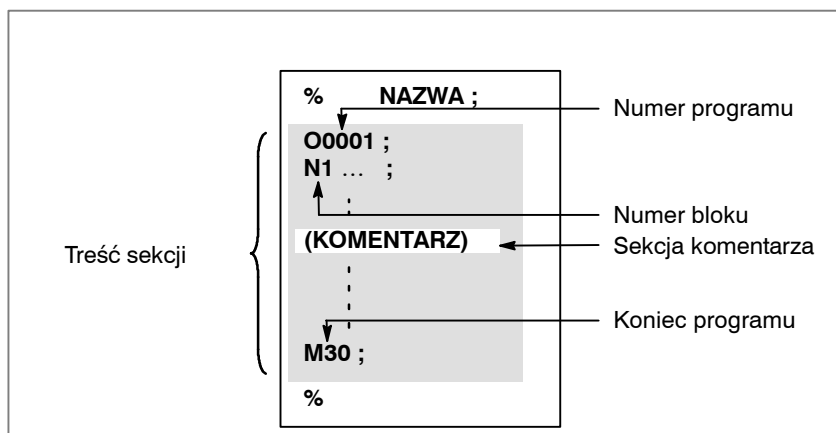 % NAZWA ;
Numer programu
O0001 ;
N1 ... ;
Numer bloku
(KOMENTARZ)
Sekcja komentarza
Treść sekcji
Koniec programu
M30 ;
%